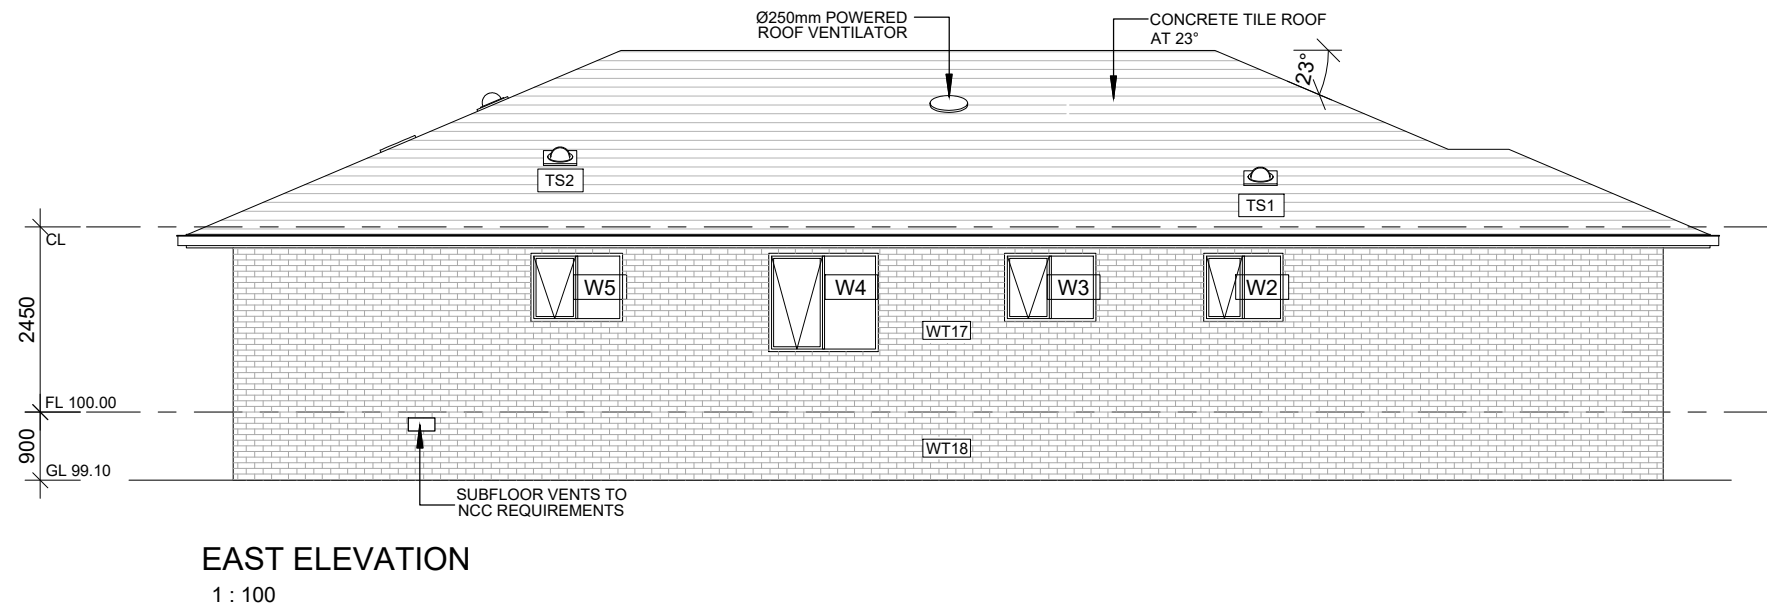 Ø250mm POWERED
ROOF VENTILATOR
CONCRETE TILE ROOF
AT 23°
23°
TS2
TS1
CL
W5
W4
W3
W2
2450
WT17
FL 100.00
900
WT18
GL 99.10
SUBFLOOR VENTS TO
NCC REQUIREMENTS
EAST ELEVATION
1 : 100